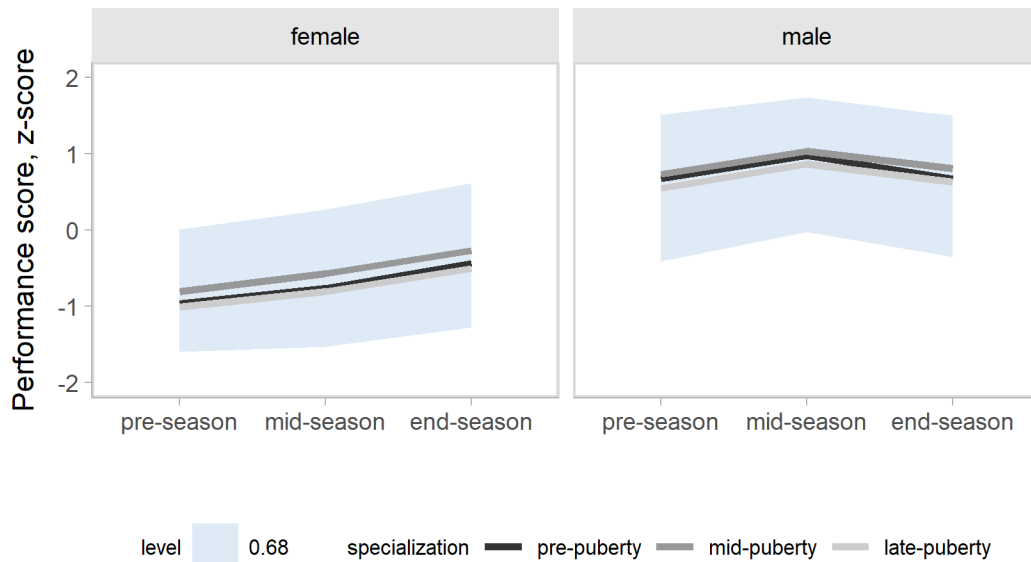 female male
Performance score, z-score
2
1
0
-1
-2
pre-season mid-season end-season pre-season mid-season end-season
level 0.68 specialization pre-puberty mid-puberty late-puberty